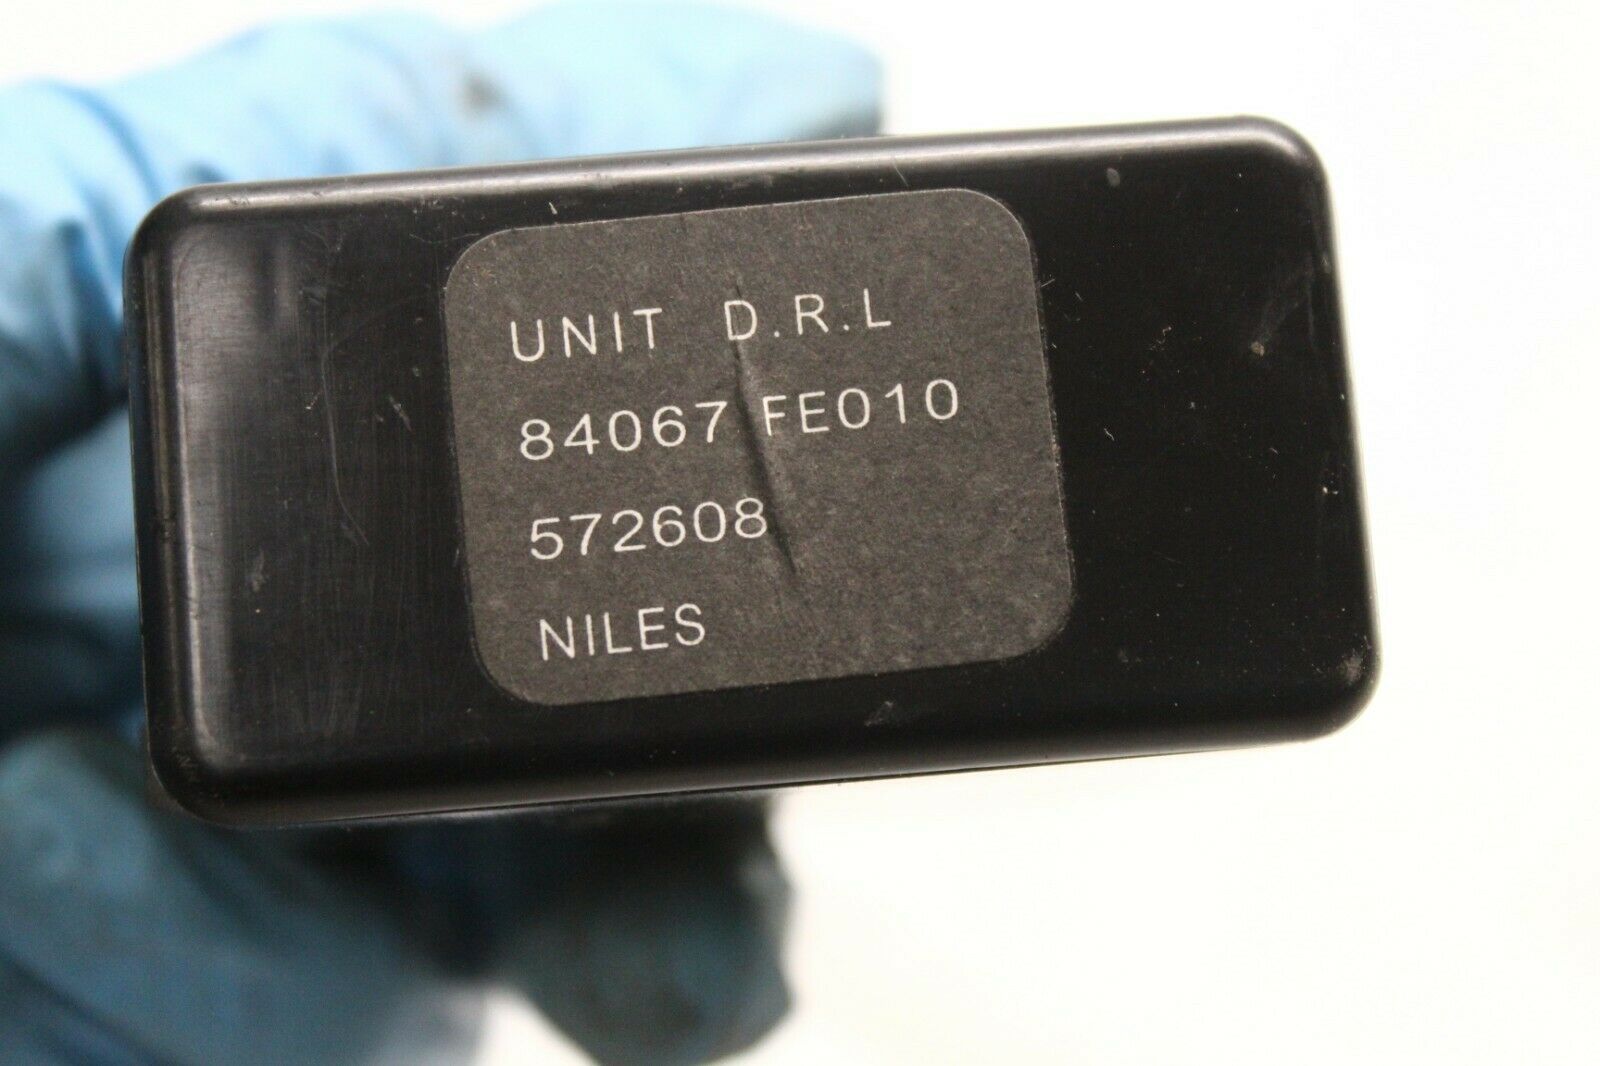 UNIT D.R.L
84067 FE010
572608
NILES